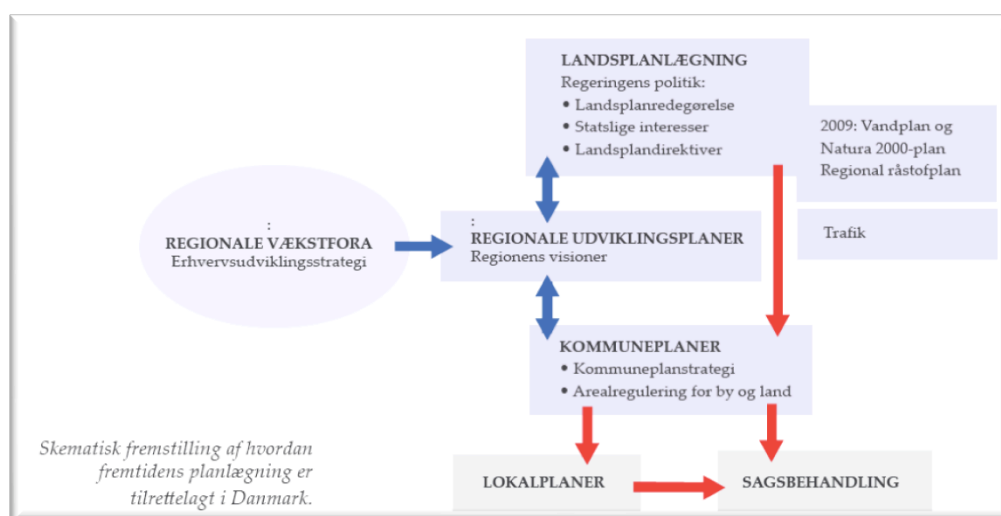 LANDSPLANLÆGNING
Regeringens politik:
• Landsplanredegørelse
• Statslige interesser
• Landsplandirektiver
2009: Vandplan og
Natura 2000-plan
Regional råstofplan
Trafik
:
REGIONALE VÆKSTFORA
Erhvervsudviklingsstrategi
:
REGIONALE UDVIKLINGSPLANER
Regionens visioner
KOMMUNEPLANER
• Kommuneplanstrategi
• Arealregulering for by og land
Skematisk fremstilling af hvordan
fremtidens planlægning er
tilrettelagt i Danmark.
LOKALPLANER
SAGSBEHANDLING